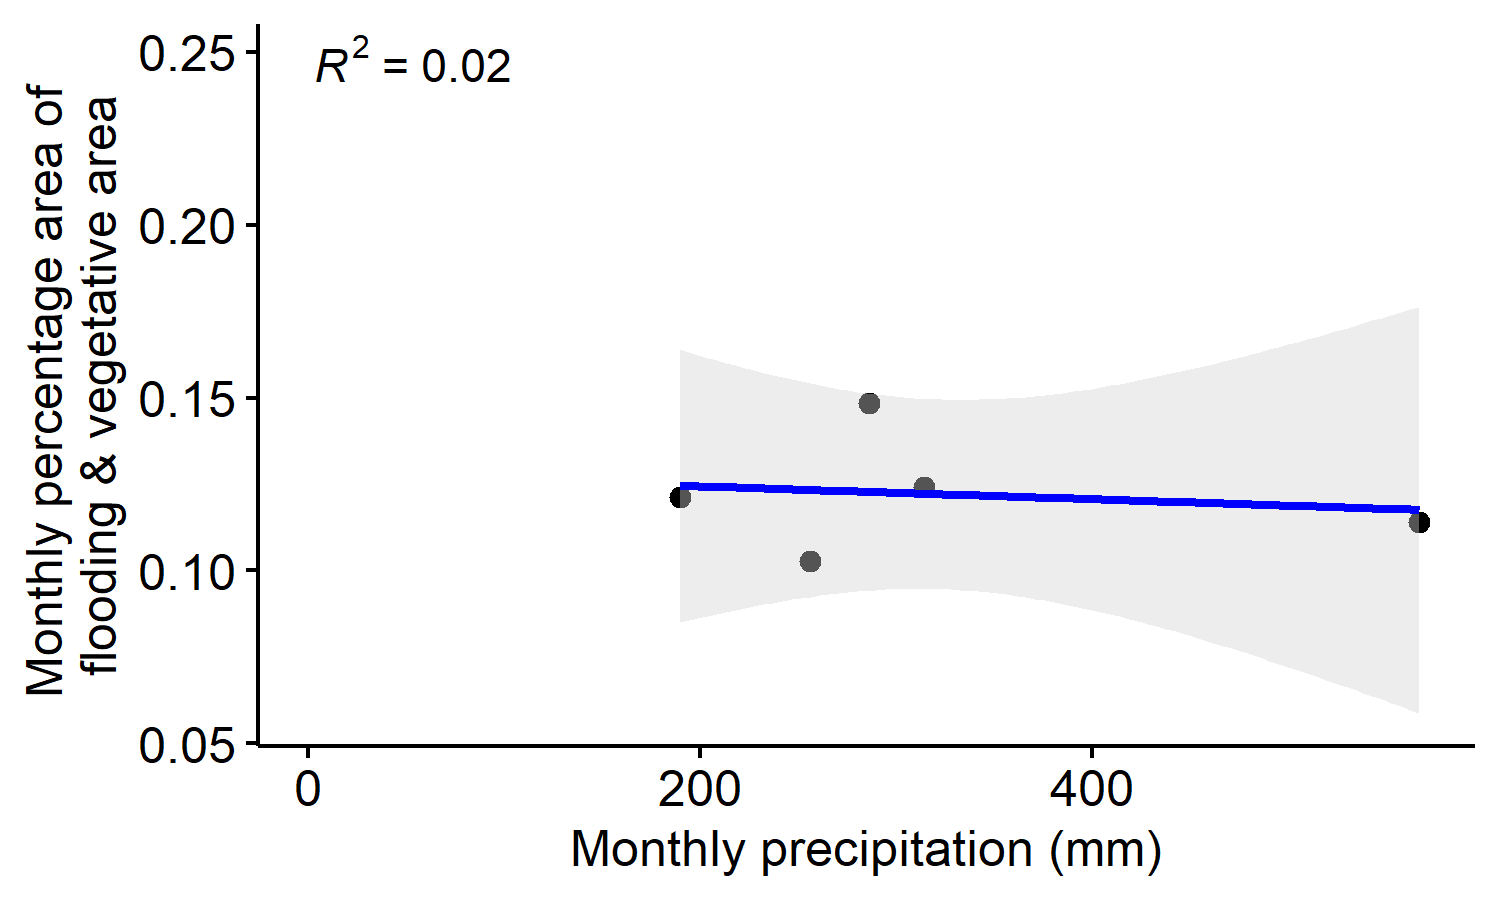 R² = 0.02
0.25
0.20
0.15
0.10
0.05
Monthly percentage area of
flooding & vegetative area
0 200 400
Monthly precipitation (mm)